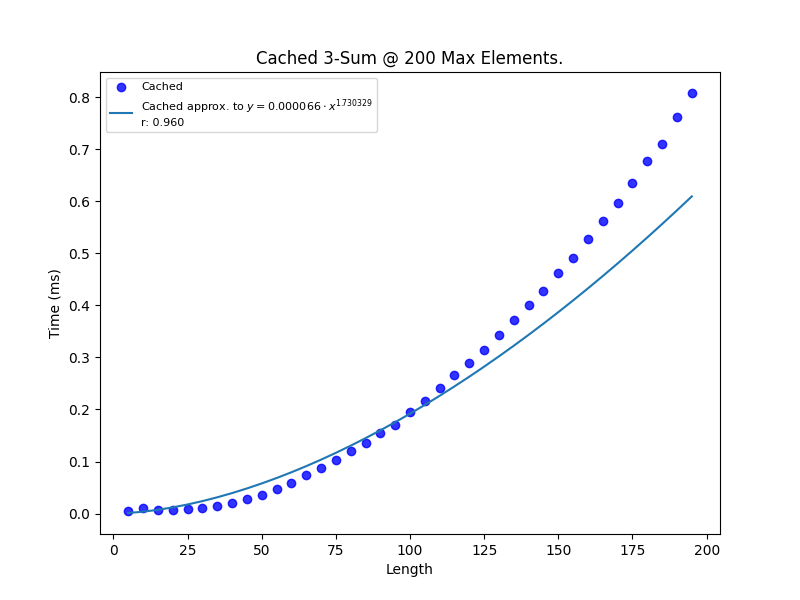 Cached 3-Sum @ 200 Max Elements.
Cached
Cached approx. to y = 0.000066 · x^1.730329
r: 0.960
0.8
0.7
0.6
0.5
0.4
0.3
0.2
0.1
0.0
Time (ms)
0 25 50 75 100 125 150 175 200
Length